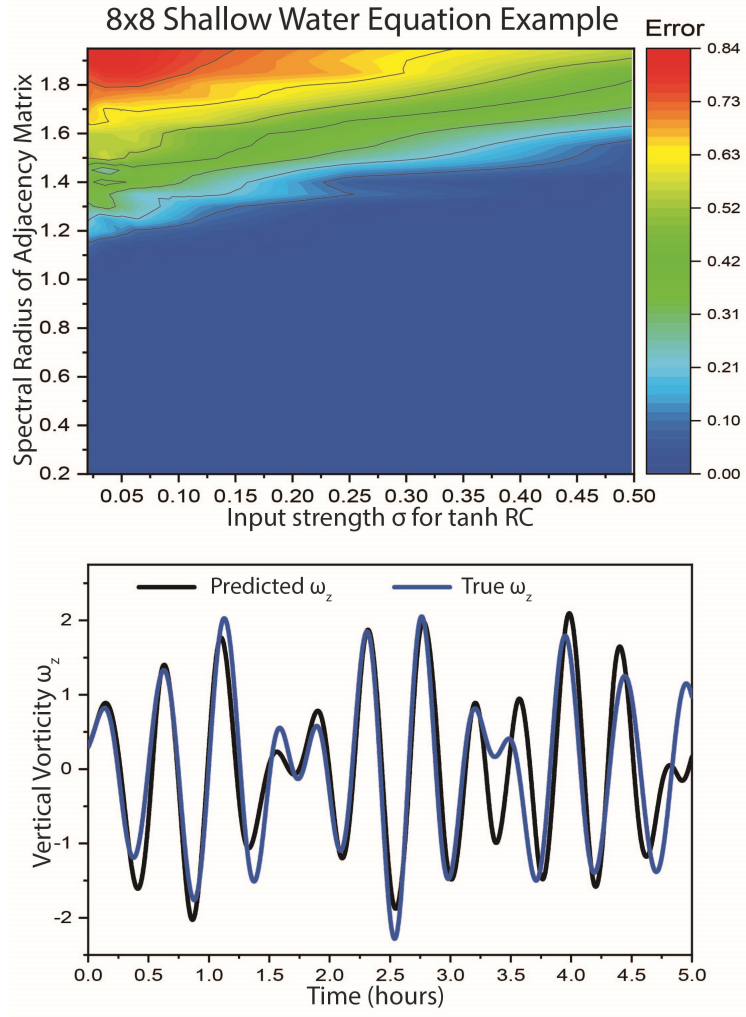 8x8 Shallow Water Equation Example
Error
Spectral Radius of Adjacency Matrix
1.8
1.6
1.4
1.2
1.0
0.8
0.6
0.4
0.2
0.05 0.10 0.15 0.20 0.25 0.30 0.35 0.40 0.45 0.50
Input strength σ for tanh RC
0.84
0.73
0.63
0.52
0.42
0.31
0.21
0.10
0.00
Predicted ω_z
True ω_z
Vertical Vorticity ω_z
2
1
0
-1
-2
0.0 0.5 1.0 1.5 2.0 2.5 3.0 3.5 4.0 4.5 5.0
Time (hours)